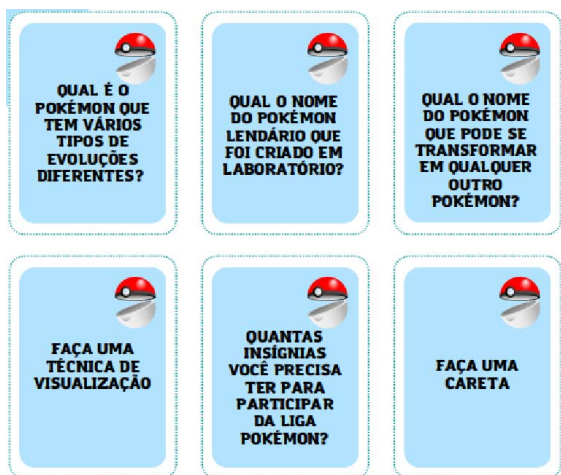 QUAL É O
POKÉMON QUE
TEM VÁRIOS
TIPOS DE
EVOLUÇÕES
DIFERENTES?
QUAL O NOME
DO POKÉMON
LENDÁRIO QUE
FOI CRIADO EM
LABORATÓRIO?
QUAL O NOME
DO POKÉMON
QUE PODE SE
TRANSFORMAR
EM QUALQUER
OUTRO
POKÉMON?
FAÇA UMA
TÉCNICA DE
VISUALIZAÇÃO
QUANTAS
INSÍGNIAS
VOCÊ PRECISA
TER PARA
PARTICIPAR
DA LIGA
POKÉMON?
FAÇA UMA
CARETA